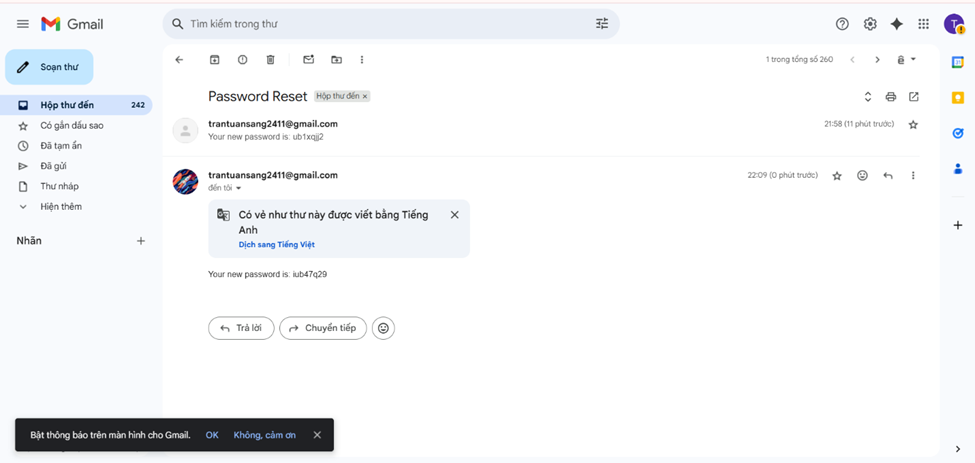 Gmail
Tìm kiếm trong thư
T
Soạn thư
1 trong tổng số 260
Hộp thư đến 242
Có gắn dấu sao
Đã tạm ẩn
Đã gửi
Thư nháp
Hiện thêm
Nhãn
Password Reset Hộp thư đến ×
trantuansang2411@gmail.com 21:58 (11 phút trước)
Your new password is: ub1xqjj2
trantuansang2411@gmail.com 22:09 (0 phút trước)
đến tôi
Có vẻ như thư này được viết bằng Tiếng
Anh
Dịch sang Tiếng Việt
Your new password is: iub47q29
Trả lời Chuyển tiếp
Bật thông báo trên màn hình cho Gmail. OK Không, cảm ơn